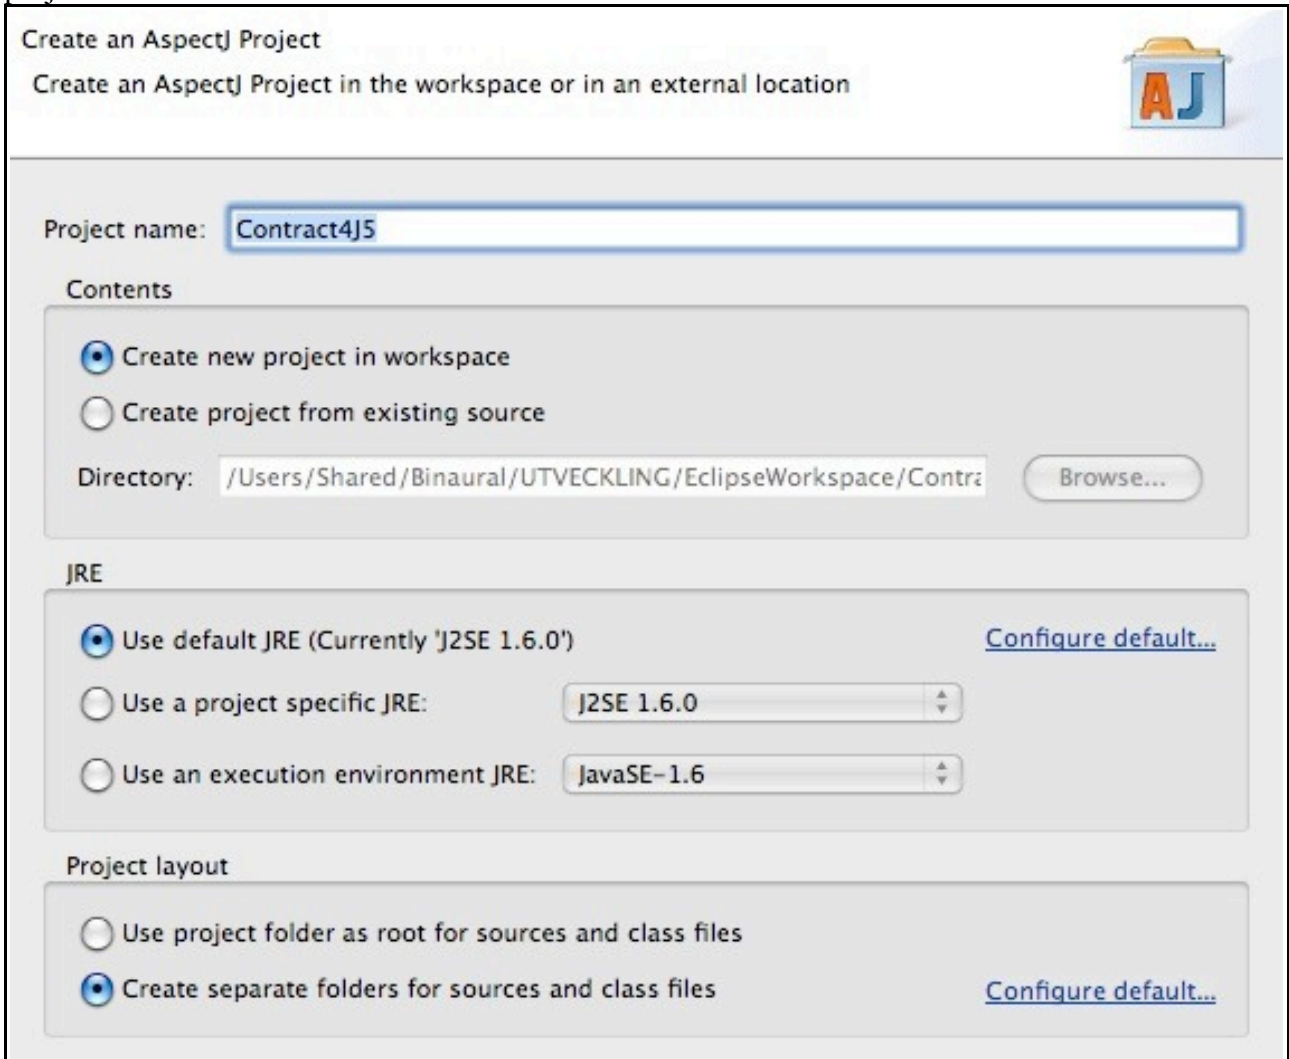 Create an AspectJ Project
Create an AspectJ Project in the workspace or in an external location
AJ
Project name: Contract4J5
Contents
Create new project in workspace
Create project from existing source
Directory: /Users/Shared/Binaural/UTVECKLING/EclipseWorkspace/Contra Browse...
JRE
Use default JRE (Currently 'J2SE 1.6.0') Configure default...
Use a project specific JRE: J2SE 1.6.0
Use an execution environment JRE: JavaSE-1.6
Project layout
Use project folder as root for sources and class files
Create separate folders for sources and class files Configure default...